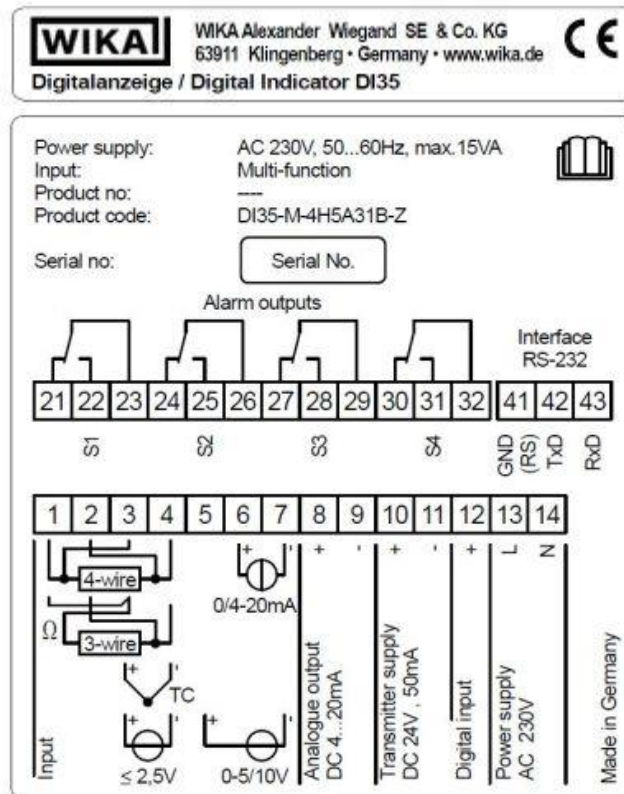 WIKA
WIKA Alexander Wiegand SE & Co. KG
63911 Klingenberg • Germany • www.wika.de
CE
Digitalanzeige / Digital Indicator DI35
Power supply: AC 230V, 50...60Hz, max.15VA
Input: Multi-function
Product no: ----
Product code: DI35-M-4H5A31B-Z
Serial no: Serial No.
Alarm outputs
Interface
RS-232
21 22 23 24 25 26 27 28 29 30 31 32 41 42 43
S1 S2 S3 S4 GND (RS) TxD RxD
1 2 3 4 5 6 7 8 9 10 11 12 13 14
+ - + - + - + L N
4-wire
0/4-20mA
Ω
3-wire
+ - TC
+ - + -
≤ 2,5V 0-5/10V
Input
Analogue output
DC 4...20mA
Transmitter supply
DC 24V , 50mA
Digital input
Power supply
AC 230V
Made in Germany